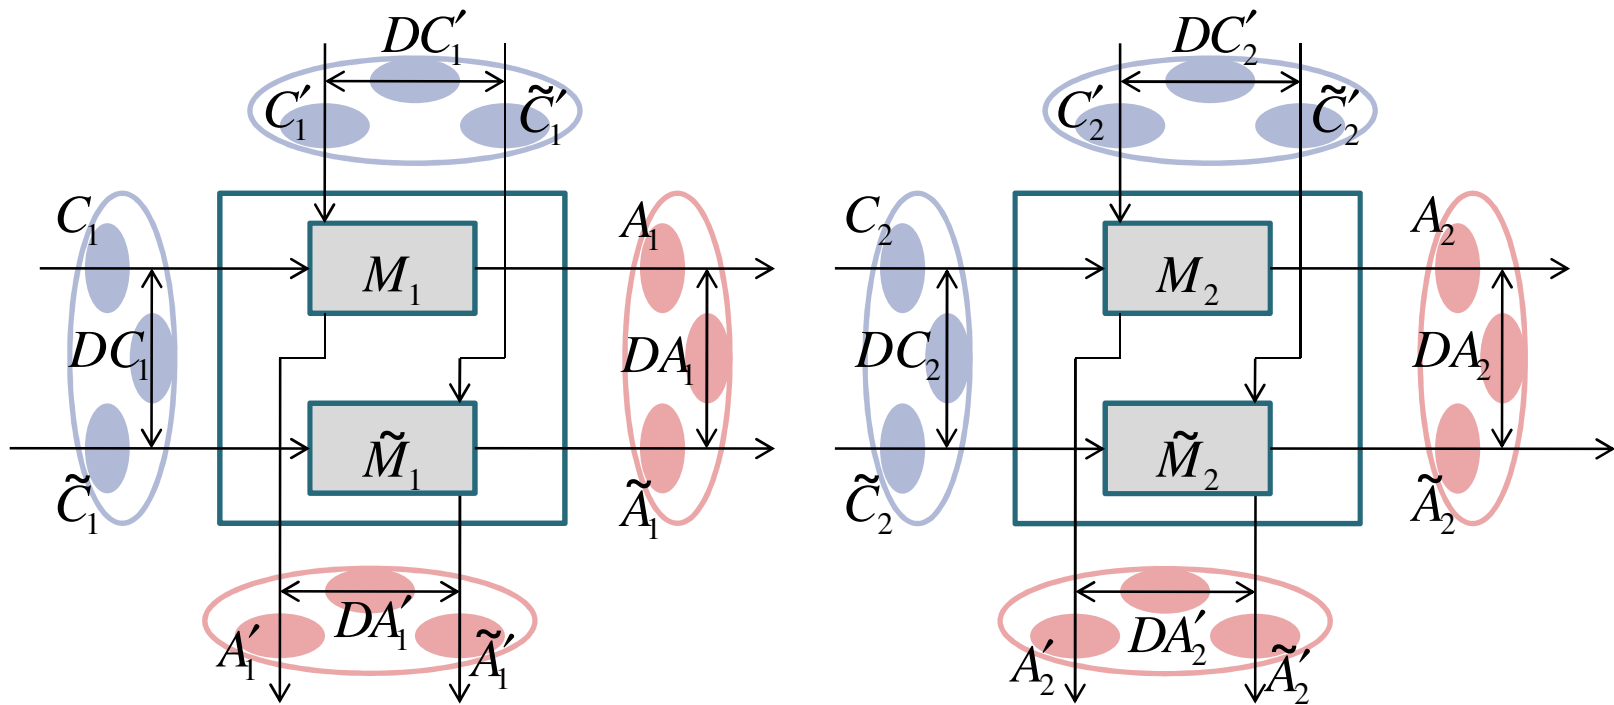 DC′₁ DC′₂
C′₁ C̃′₁ C′₂ C̃′₂
C₁ A₁ C₂ A₂
M₁ M₂
DC₁ DA₁ DC₂ DA₂
M̃₁ M̃₂
C̃₁ Ã₁ C̃₂ Ã₂
DA′₁ DA′₂
A′₁ Ã′₁ A′₂ Ã′₂